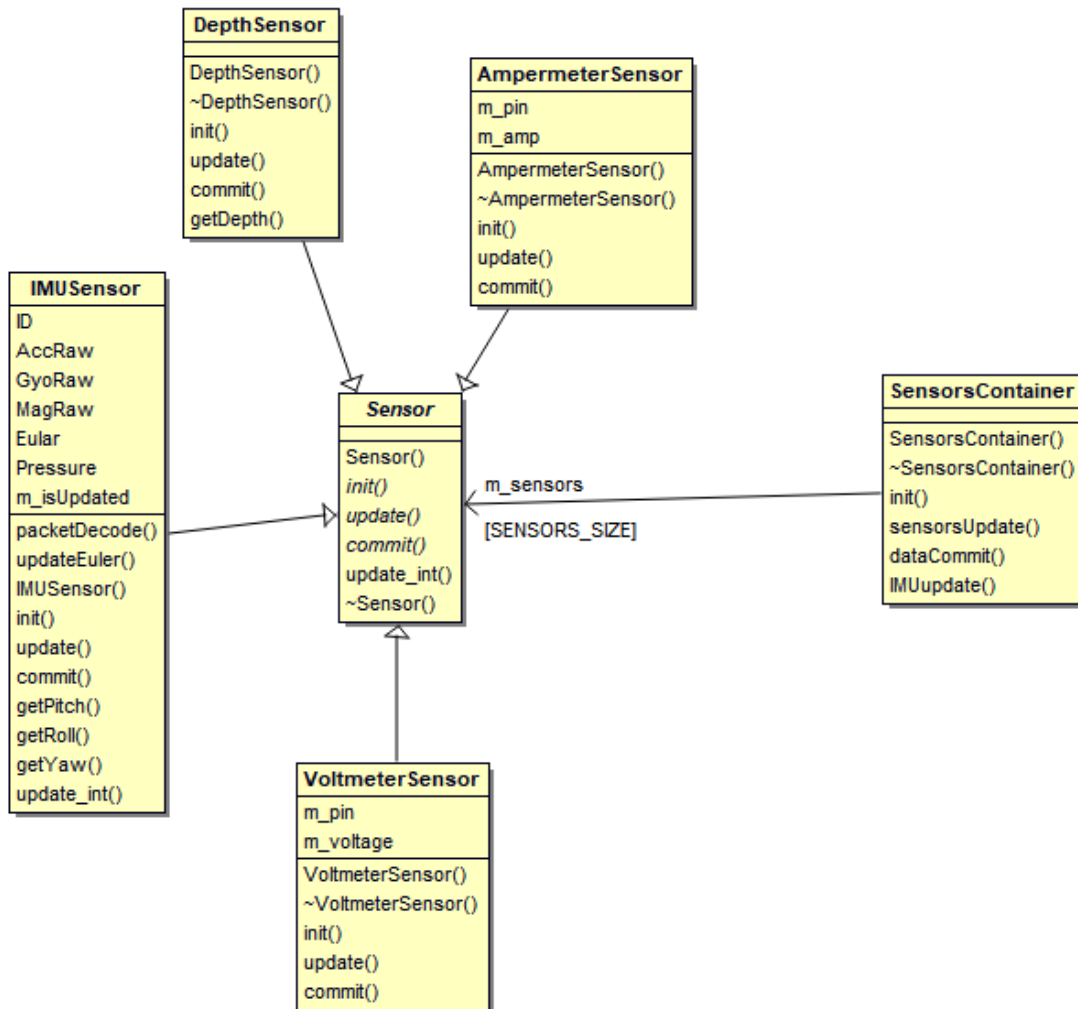 DepthSensor
DepthSensor()
~DepthSensor()
init()
update()
commit()
getDepth()
AmpermeterSensor
m_pin
m_amp
AmpermeterSensor()
~AmpermeterSensor()
init()
update()
commit()
IMUSensor
ID
AccRaw
GyoRaw
MagRaw
Eular
Pressure
m_isUpdated
packetDecode()
updateEuler()
IMUSensor()
init()
update()
commit()
getPitch()
getRoll()
getYaw()
update_int()
Sensor
Sensor()
init()
update()
commit()
update_int()
~Sensor()
m_sensors
[SENSORS_SIZE]
SensorsContainer
SensorsContainer()
~SensorsContainer()
init()
sensorsUpdate()
dataCommit()
IMUupdate()
VoltmeterSensor
m_pin
m_voltage
VoltmeterSensor()
~VoltmeterSensor()
init()
update()
commit()